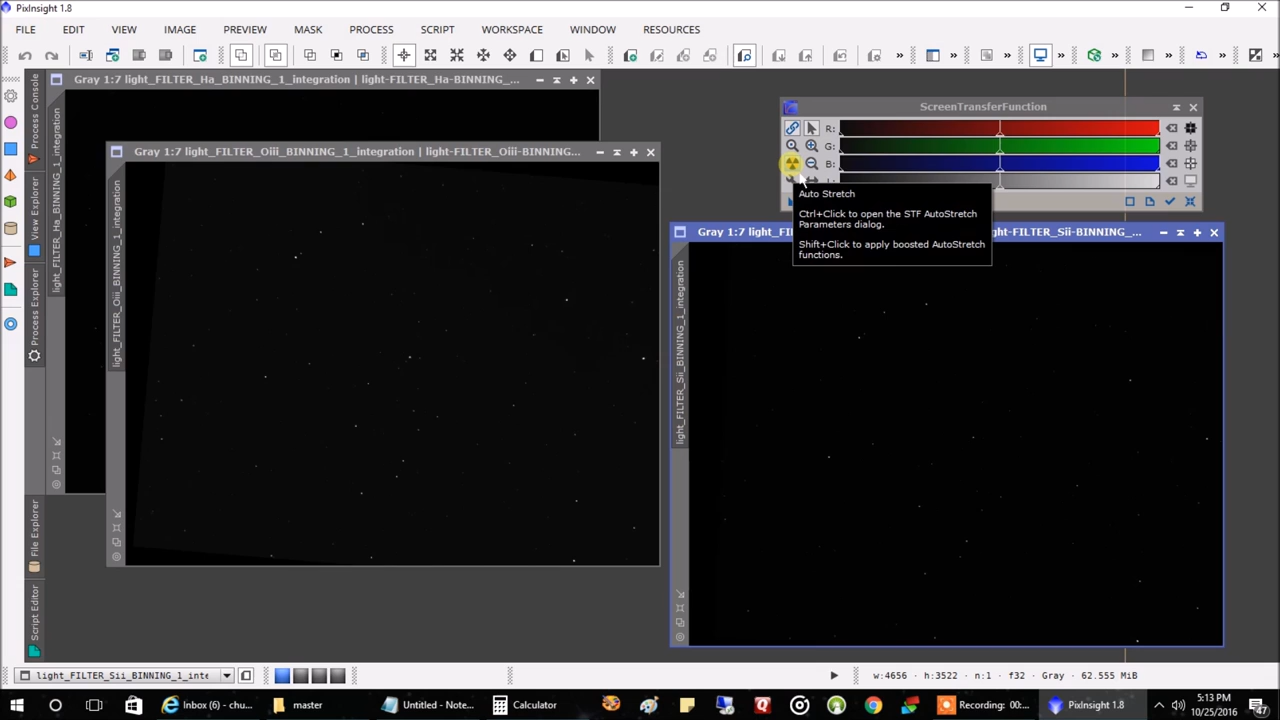 PixInsight 1.8
FILE EDIT VIEW IMAGE PREVIEW MASK PROCESS SCRIPT WORKSPACE WINDOW RESOURCES
Gray 1:7 light_FILTER_Ha_BINNING_1_integration | light-FILTER_Ha-BINNING_...
ScreenTransferFunction
R:
G:
B:
Auto Stretch
Ctrl+Click to open the STF AutoStretch
Parameters dialog.
Shift+Click to apply boosted AutoStretch
functions.
Gray 1:7 light_FILTER_Oiii_BINNING_1_integration | light-FILTER_Oiii-BINNING_...
Gray 1:7 light_F
ght-FILTER_Sii-BINNING_...
Process Console
View Explorer
Process Explorer
File Explorer
Script Editor
light_FILTER_Ha_BINNING_1_integration
light_FILTER_Oiii_BINNING_1_integration
light_FILTER_Sii_BINNING_1_integration
light_FILTER_Sii_BINNING_1_inte
w:4656 h:3522 n:1 f32 Gray 62.555 MiB
Inbox (6) - chu...
master
Untitled - Note...
Calculator
Recording: 00:...
PixInsight 1.8
5:13 PM
10/25/2016
47